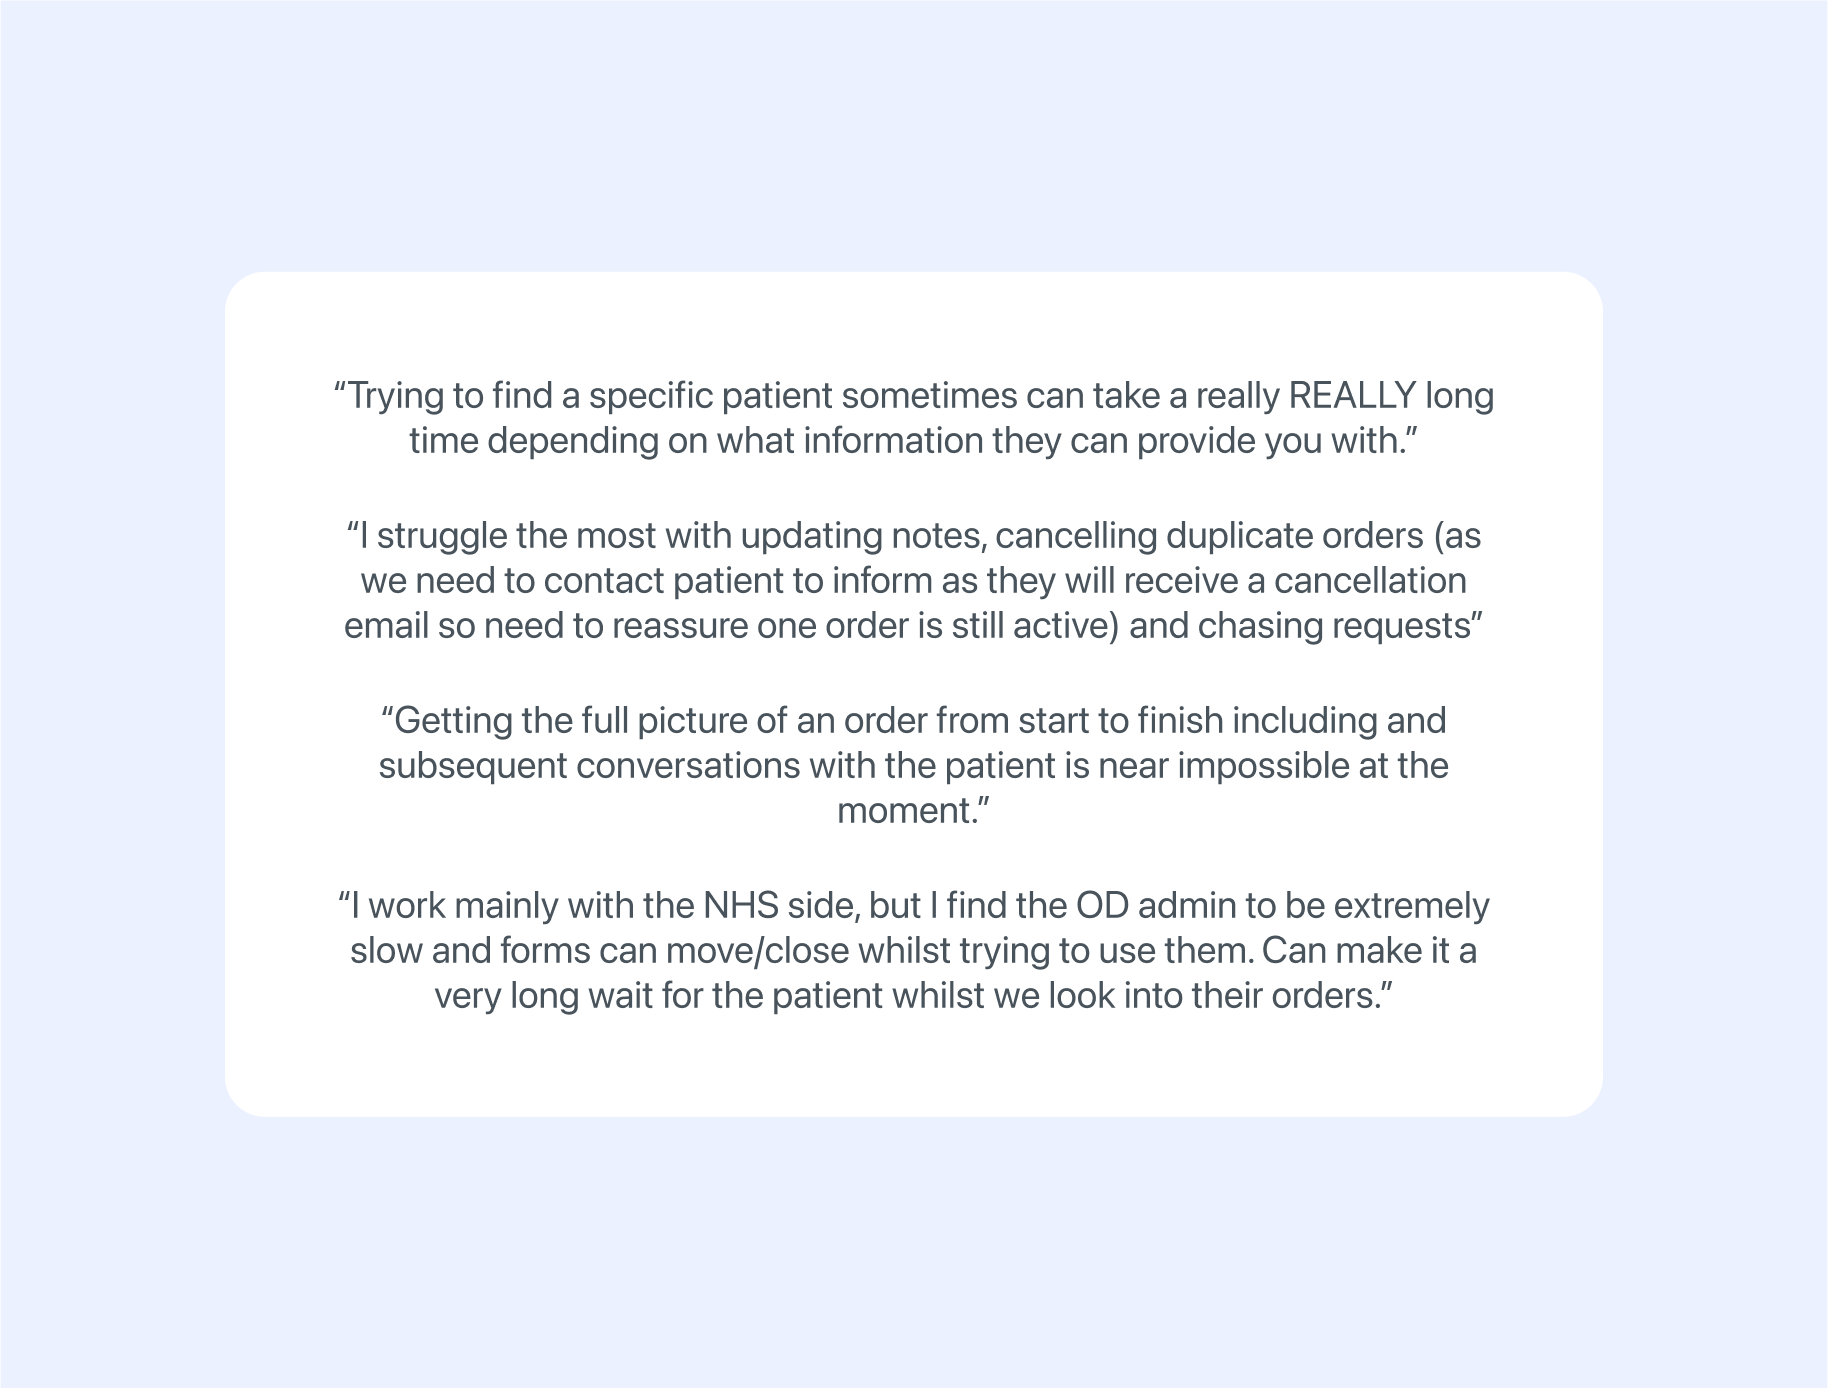 “Trying to find a specific patient sometimes can take a really REALLY long
time depending on what information they can provide you with.”
“I struggle the most with updating notes, cancelling duplicate orders (as
we need to contact patient to inform as they will receive a cancellation
email so need to reassure one order is still active) and chasing requests”
“Getting the full picture of an order from start to finish including and
subsequent conversations with the patient is near impossible at the
moment.”
“I work mainly with the NHS side, but I find the OD admin to be extremely
slow and forms can move/close whilst trying to use them. Can make it a
very long wait for the patient whilst we look into their orders.”